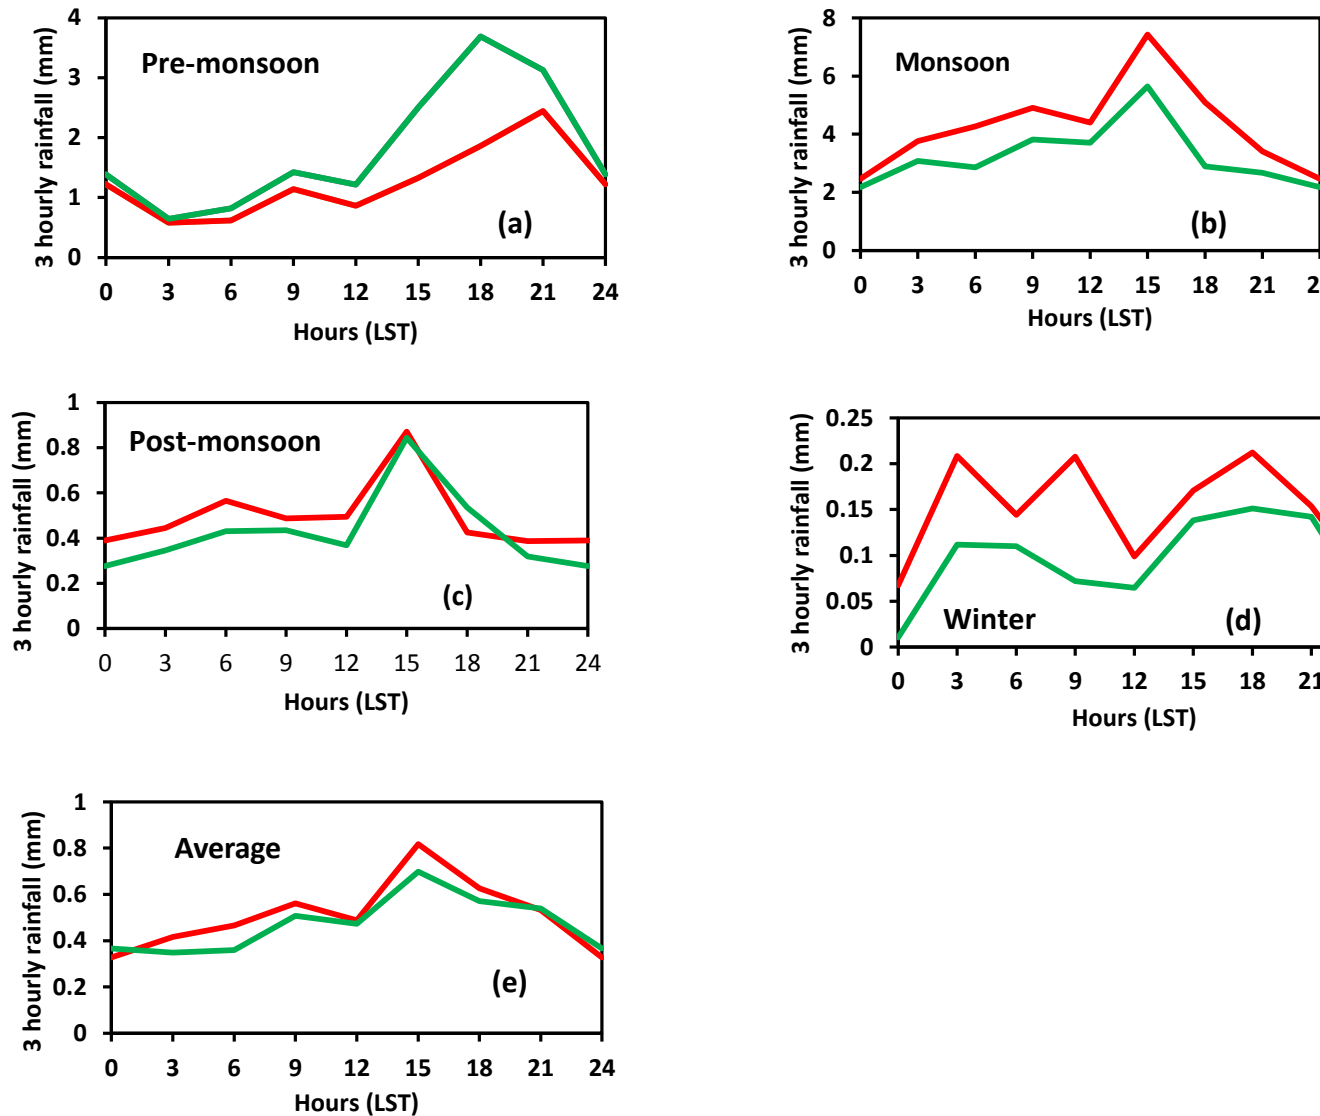 4
3
2
1
0
3 hourly rainfall (mm)
Pre-monsoon
(a)
0 3 6 9 12 15 18 21 24
Hours (LST)
8
6
4
2
0
3 hourly rainfall (mm)
Monsoon
(b)
0 3 6 9 12 15 18 21 2
Hours (LST)
1
0.8
0.6
0.4
0.2
0
3 hourly rainfall (mm)
Post-monsoon
(c)
0 3 6 9 12 15 18 21 24
Hours (LST)
0.25
0.2
0.15
0.1
0.05
0
3 hourly rainfall (mm)
Winter
(d)
0 3 6 9 12 15 18 21
Hours (LST)
1
0.8
0.6
0.4
0.2
0
3 hourly rainfall (mm)
Average
(e)
0 3 6 9 12 15 18 21 24
Hours (LST)